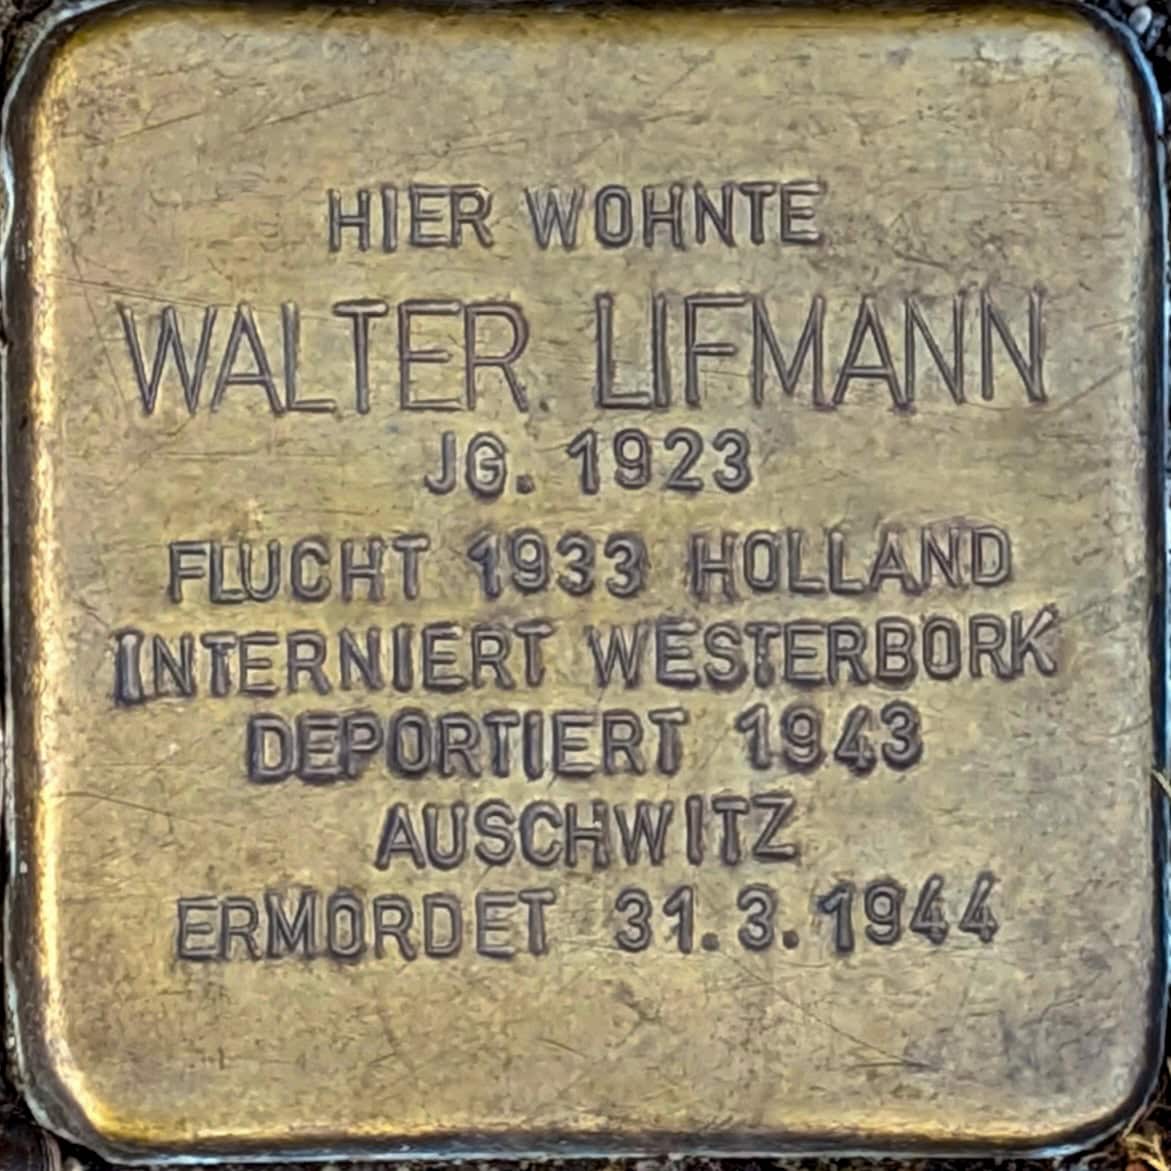 HIER WOHNTE
WALTER LIFMANN
JG. 1923
FLUCHT 1933 HOLLAND
INTERNIERT WESTERBORK
DEPORTIERT 1943
AUSCHWITZ
ERMORDET 31.3.1944